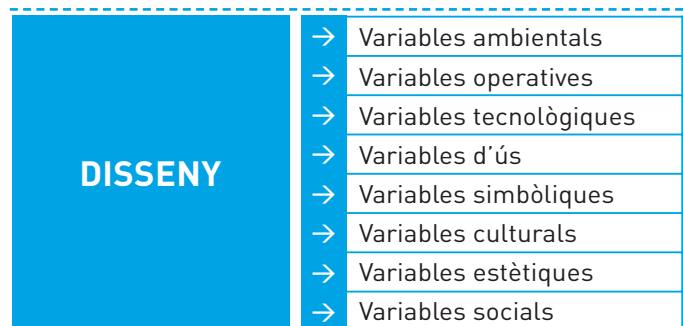 DISSENY
→ Variables ambientals
→ Variables operatives
→ Variables tecnològiques
→ Variables d’ús
→ Variables simbòliques
→ Variables culturals
→ Variables estètiques
→ Variables socials